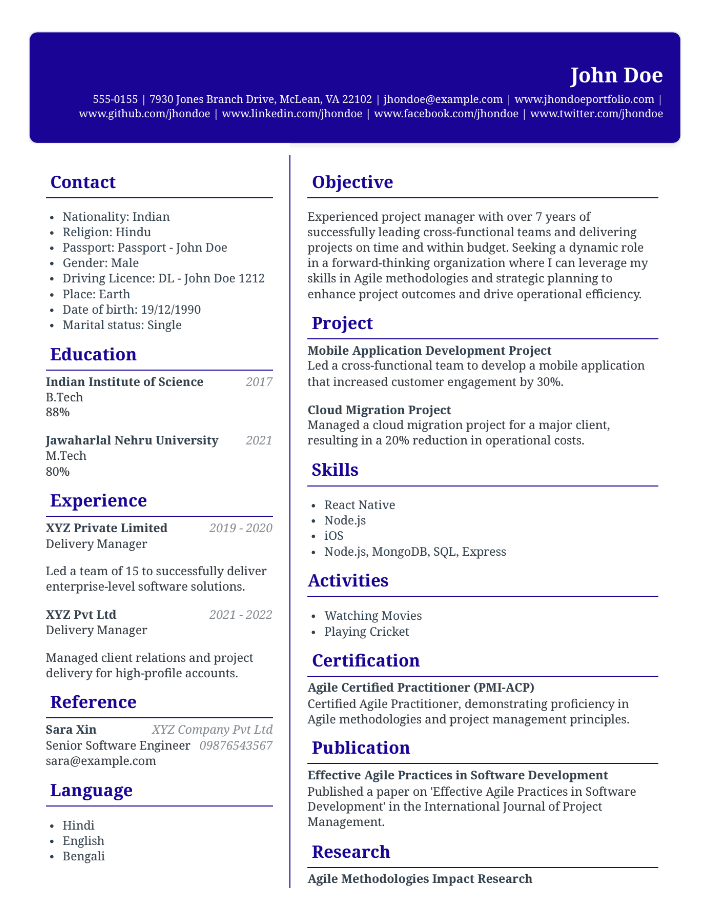 John Doe
555-0155 | 7930 Jones Branch Drive, McLean, VA 22102 | jhondoe@example.com | www.jhondoeportfolio.com |
www.github.com/jhondoe | www.linkedin.com/jhondoe | www.facebook.com/jhondoe | www.twitter.com/jhondoe
Contact
• Nationality: Indian
• Religion: Hindu
• Passport: Passport - John Doe
• Gender: Male
• Driving Licence: DL - John Doe 1212
• Place: Earth
• Date of birth: 19/12/1990
• Marital status: Single
Education
Indian Institute of Science 2017
B.Tech
88%
Jawaharlal Nehru University 2021
M.Tech
80%
Experience
XYZ Private Limited 2019 - 2020
Delivery Manager
Led a team of 15 to successfully deliver
enterprise-level software solutions.
XYZ Pvt Ltd 2021 - 2022
Delivery Manager
Managed client relations and project
delivery for high-profile accounts.
Reference
Sara Xin XYZ Company Pvt Ltd
Senior Software Engineer 09876543567
sara@example.com
Language
• Hindi
• English
• Bengali
Objective
Experienced project manager with over 7 years of
successfully leading cross-functional teams and delivering
projects on time and within budget. Seeking a dynamic role
in a forward-thinking organization where I can leverage my
skills in Agile methodologies and strategic planning to
enhance project outcomes and drive operational efficiency.
Project
Mobile Application Development Project
Led a cross-functional team to develop a mobile application
that increased customer engagement by 30%.
Cloud Migration Project
Managed a cloud migration project for a major client,
resulting in a 20% reduction in operational costs.
Skills
• React Native
• Node.js
• iOS
• Node.js, MongoDB, SQL, Express
Activities
• Watching Movies
• Playing Cricket
Certification
Agile Certified Practitioner (PMI-ACP)
Certified Agile Practitioner, demonstrating proficiency in
Agile methodologies and project management principles.
Publication
Effective Agile Practices in Software Development
Published a paper on 'Effective Agile Practices in Software
Development' in the International Journal of Project
Management.
Research
Agile Methodologies Impact Research